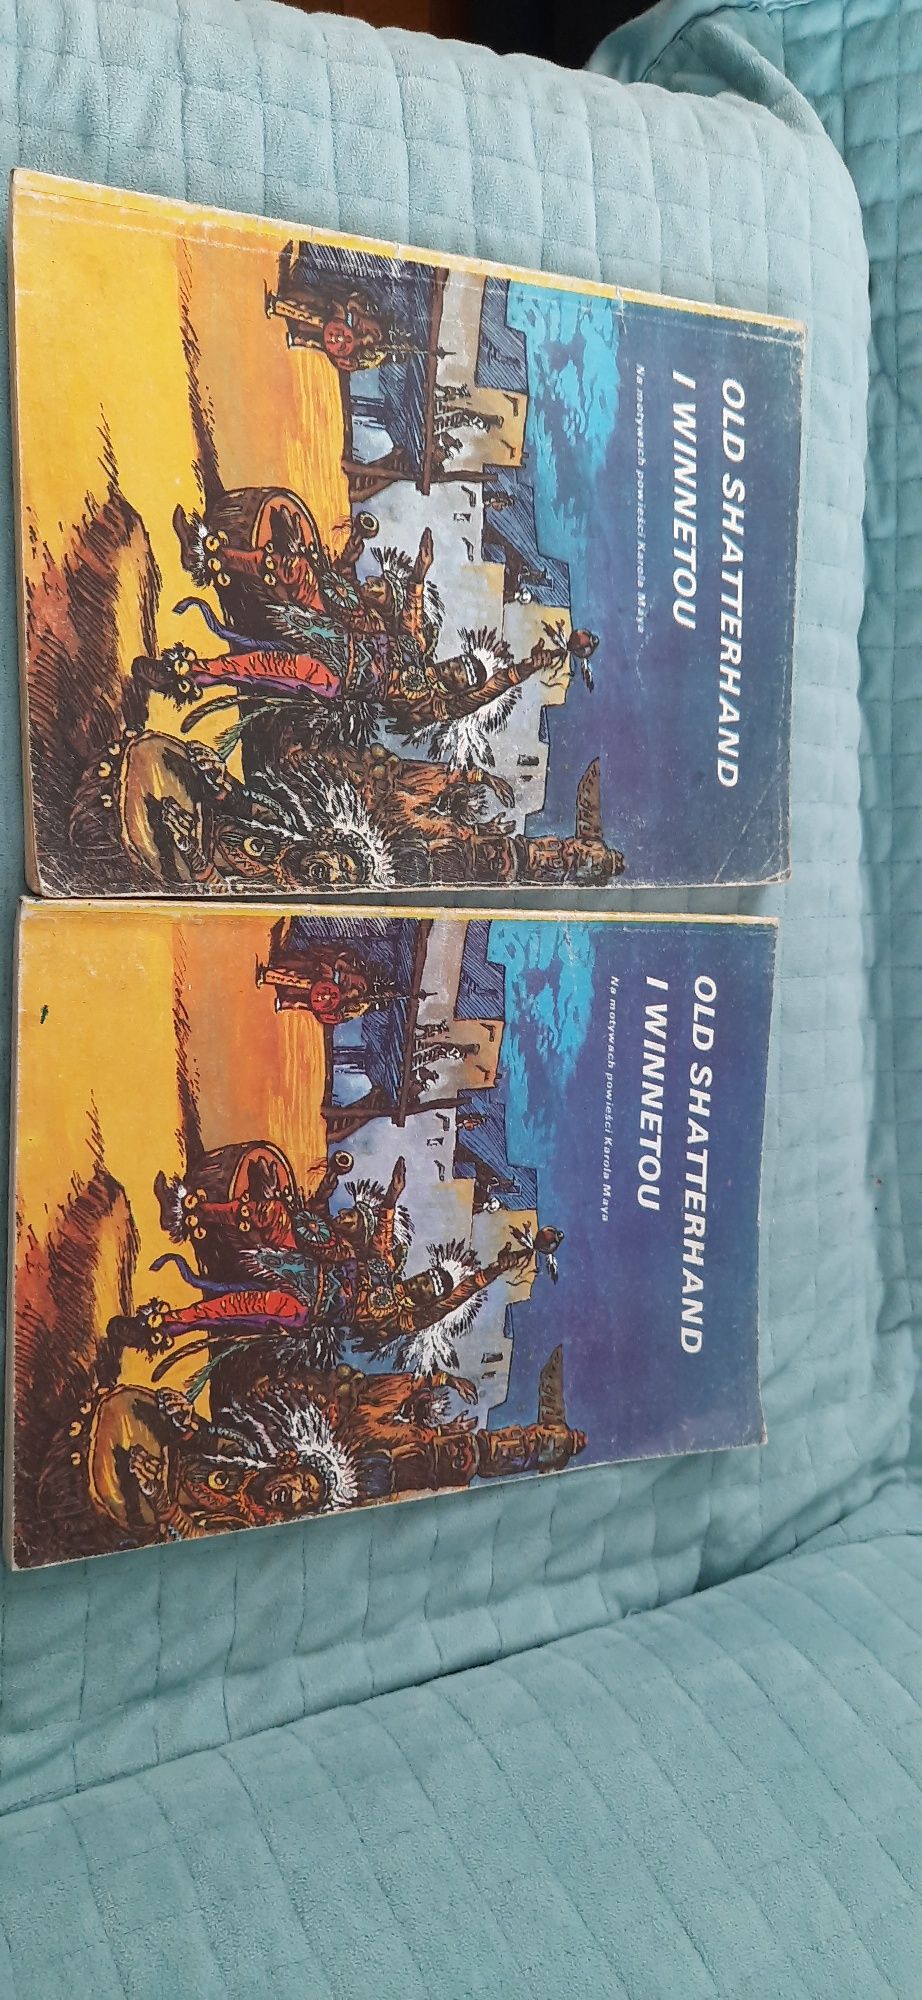 OLD SHATTERHAND
I WINNETOU
Na motywach powieści Karola Maya
OLD SHATTERHAND
I WINNETOU
Na motywach powieści Karola Maya